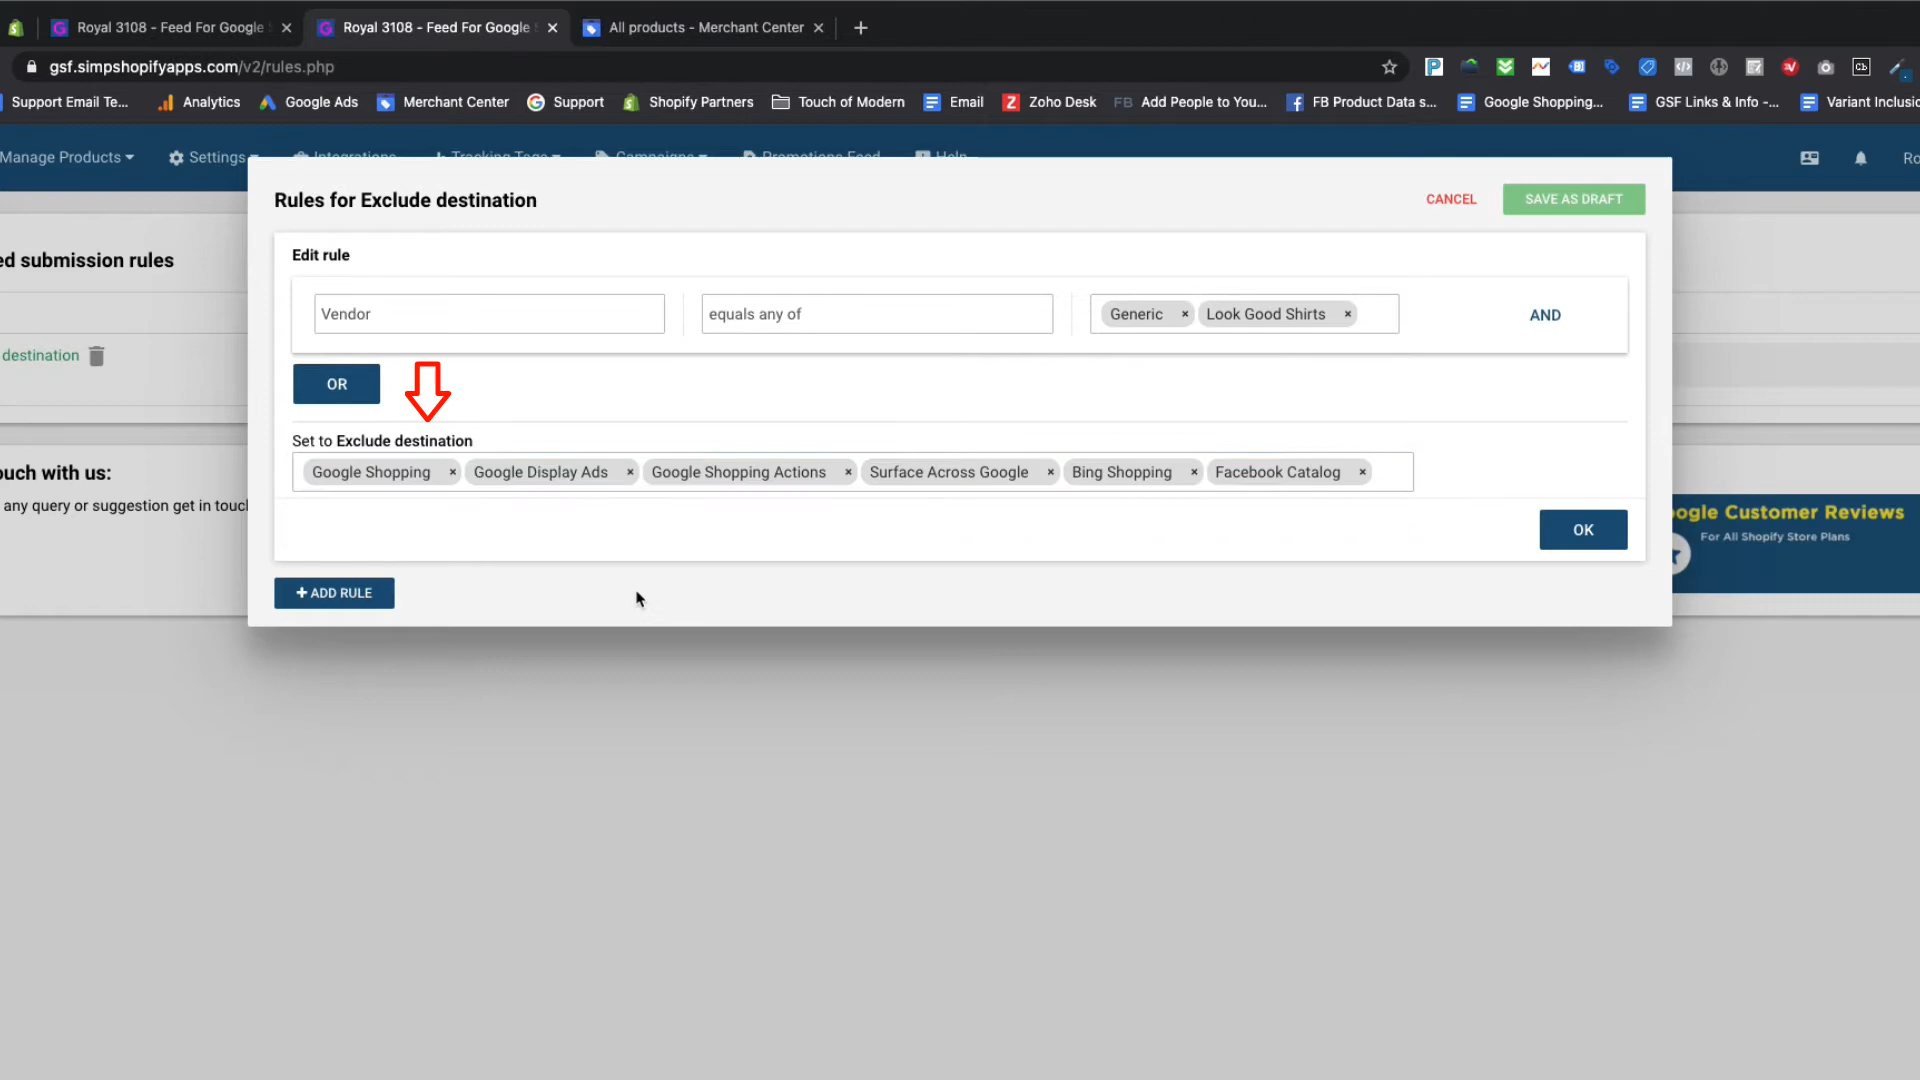 Royal 3108 - Feed For Google
Royal 3108 - Feed For Google
All products - Merchant Center
gsf.simpshopifyapps.com/v2/rules.php
Support Email Te...
Analytics
Google Ads
Merchant Center
Support
Shopify Partners
Touch of Modern
Email
Zoho Desk
FB Add People to You...
FB Product Data s...
Google Shopping...
GSF Links & Info -...
Variant Inclusio
Manage Products
Settings
Integrations
Tracking Tags
Campaigns
Promotions Feed
Help
Ro
Rules for Exclude destination
CANCEL
SAVE AS DRAFT
ed submission rules
Edit rule
Vendor
equals any of
Generic ×
Look Good Shirts ×
AND
destination
OR
Set to Exclude destination
Google Shopping ×
Google Display Ads ×
Google Shopping Actions ×
Surface Across Google ×
Bing Shopping ×
Facebook Catalog ×
ouch with us:
any query or suggestion get in touc
oogle Customer Reviews
For All Shopify Store Plans
OK
+ ADD RULE